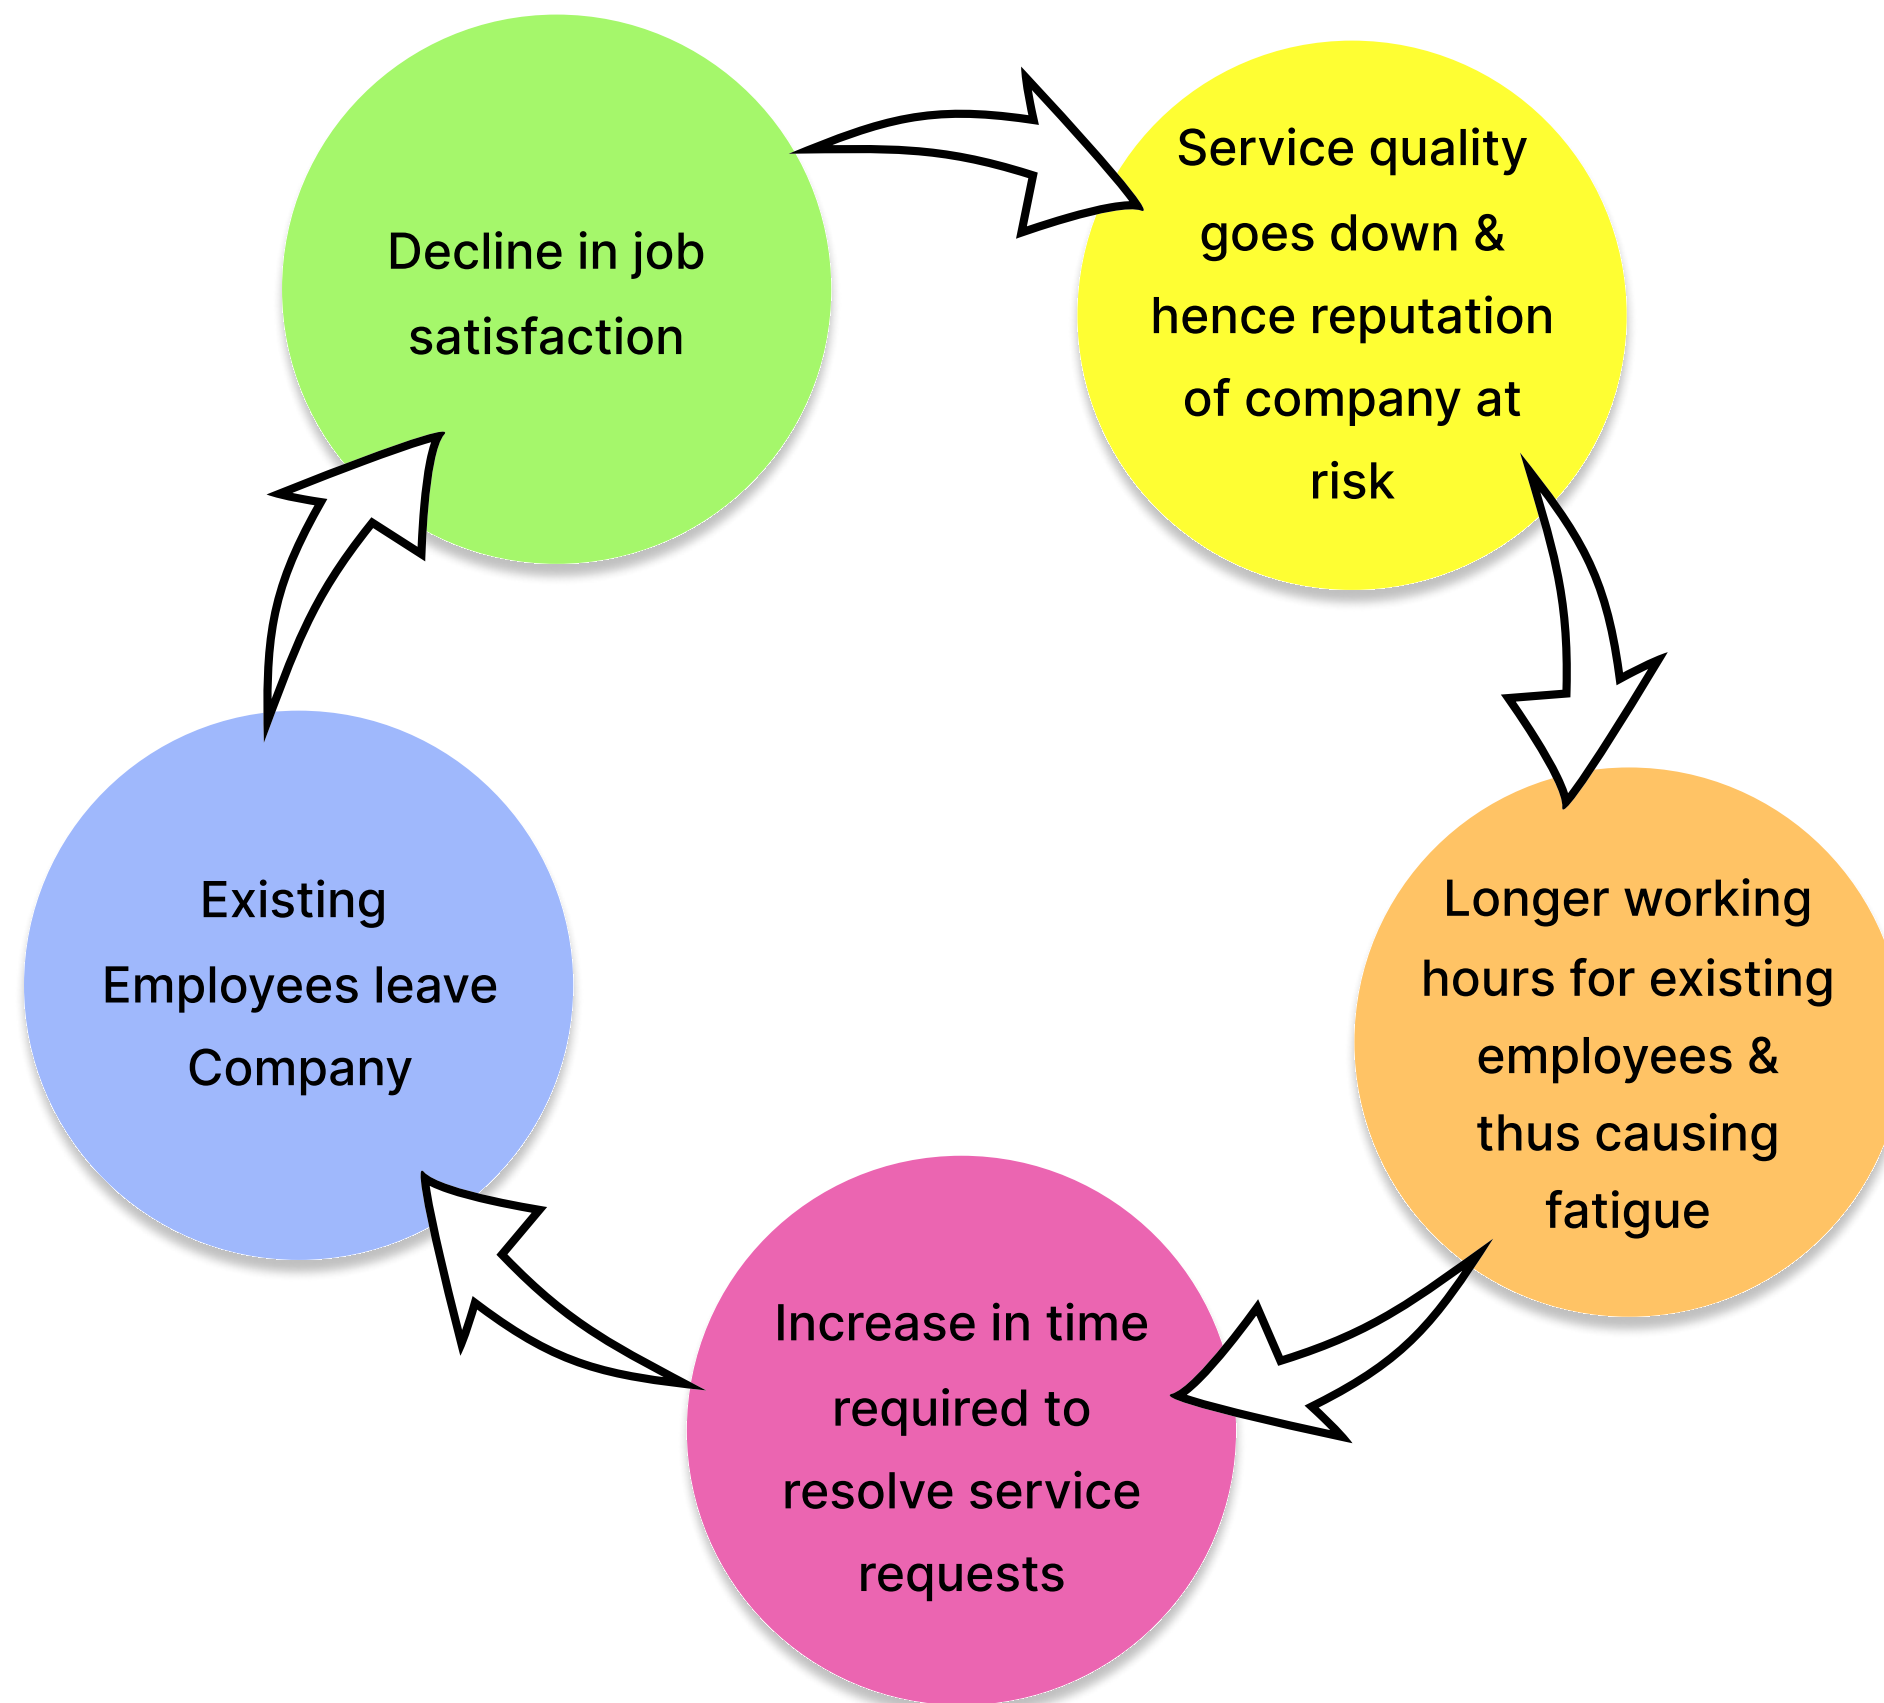 Decline in job
satisfaction
Service quality
goes down &
hence reputation
of company at
risk
Longer working
hours for existing
employees &
thus causing
fatigue
Increase in time
required to
resolve service
requests
Existing
Employees leave
Company